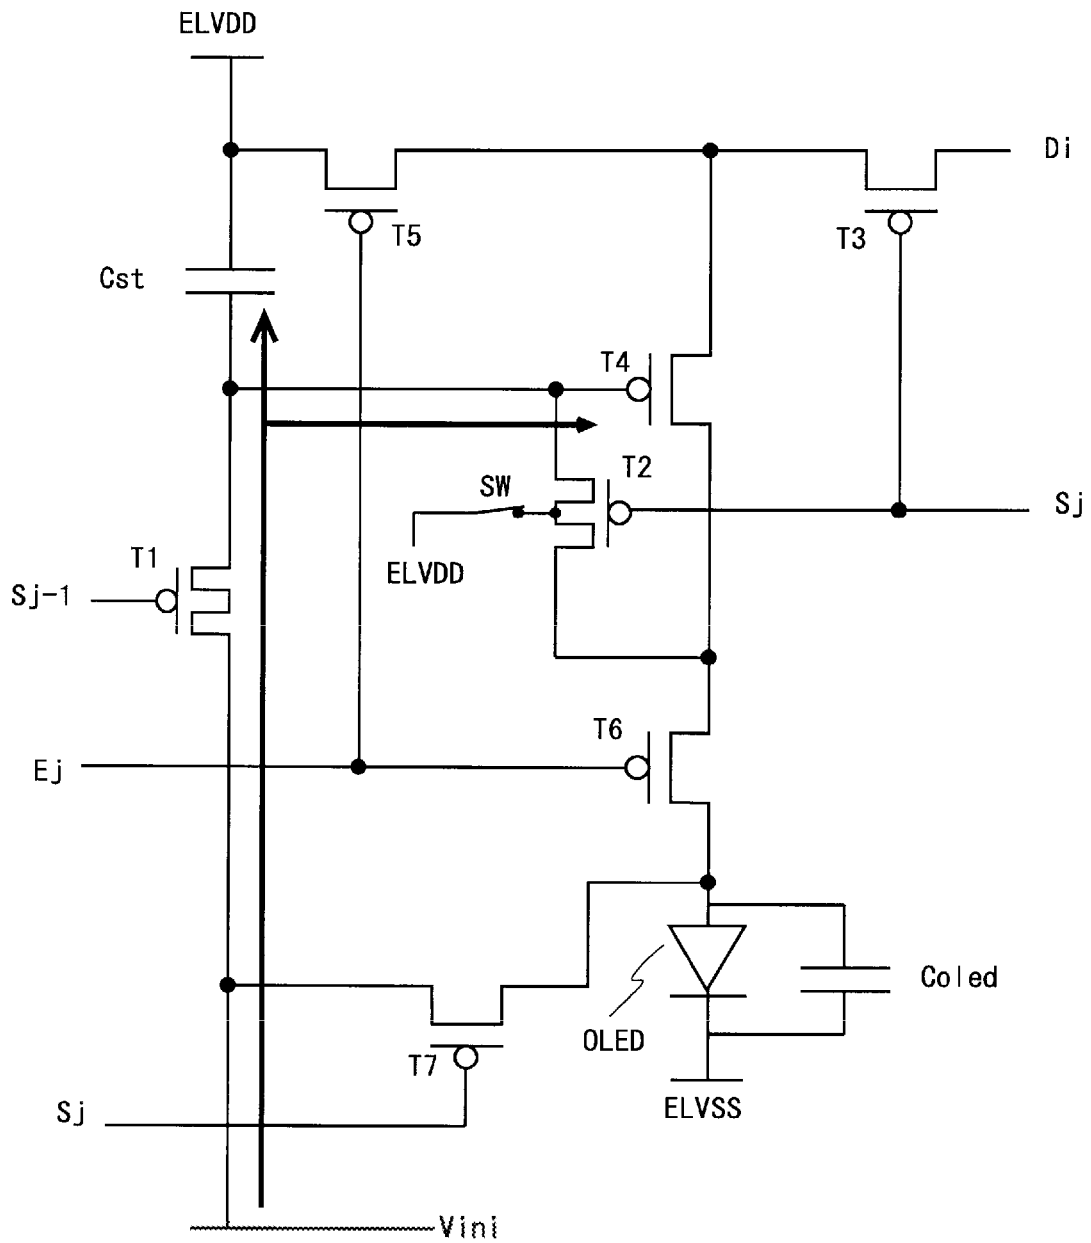 ELVDD
Di
T5
T3
Cst
T4
T2
SW
Sj
ELVDD
T1
Sj-1
T6
Ej
Coled
OLED
T7
Sj
ELVSS
Vini